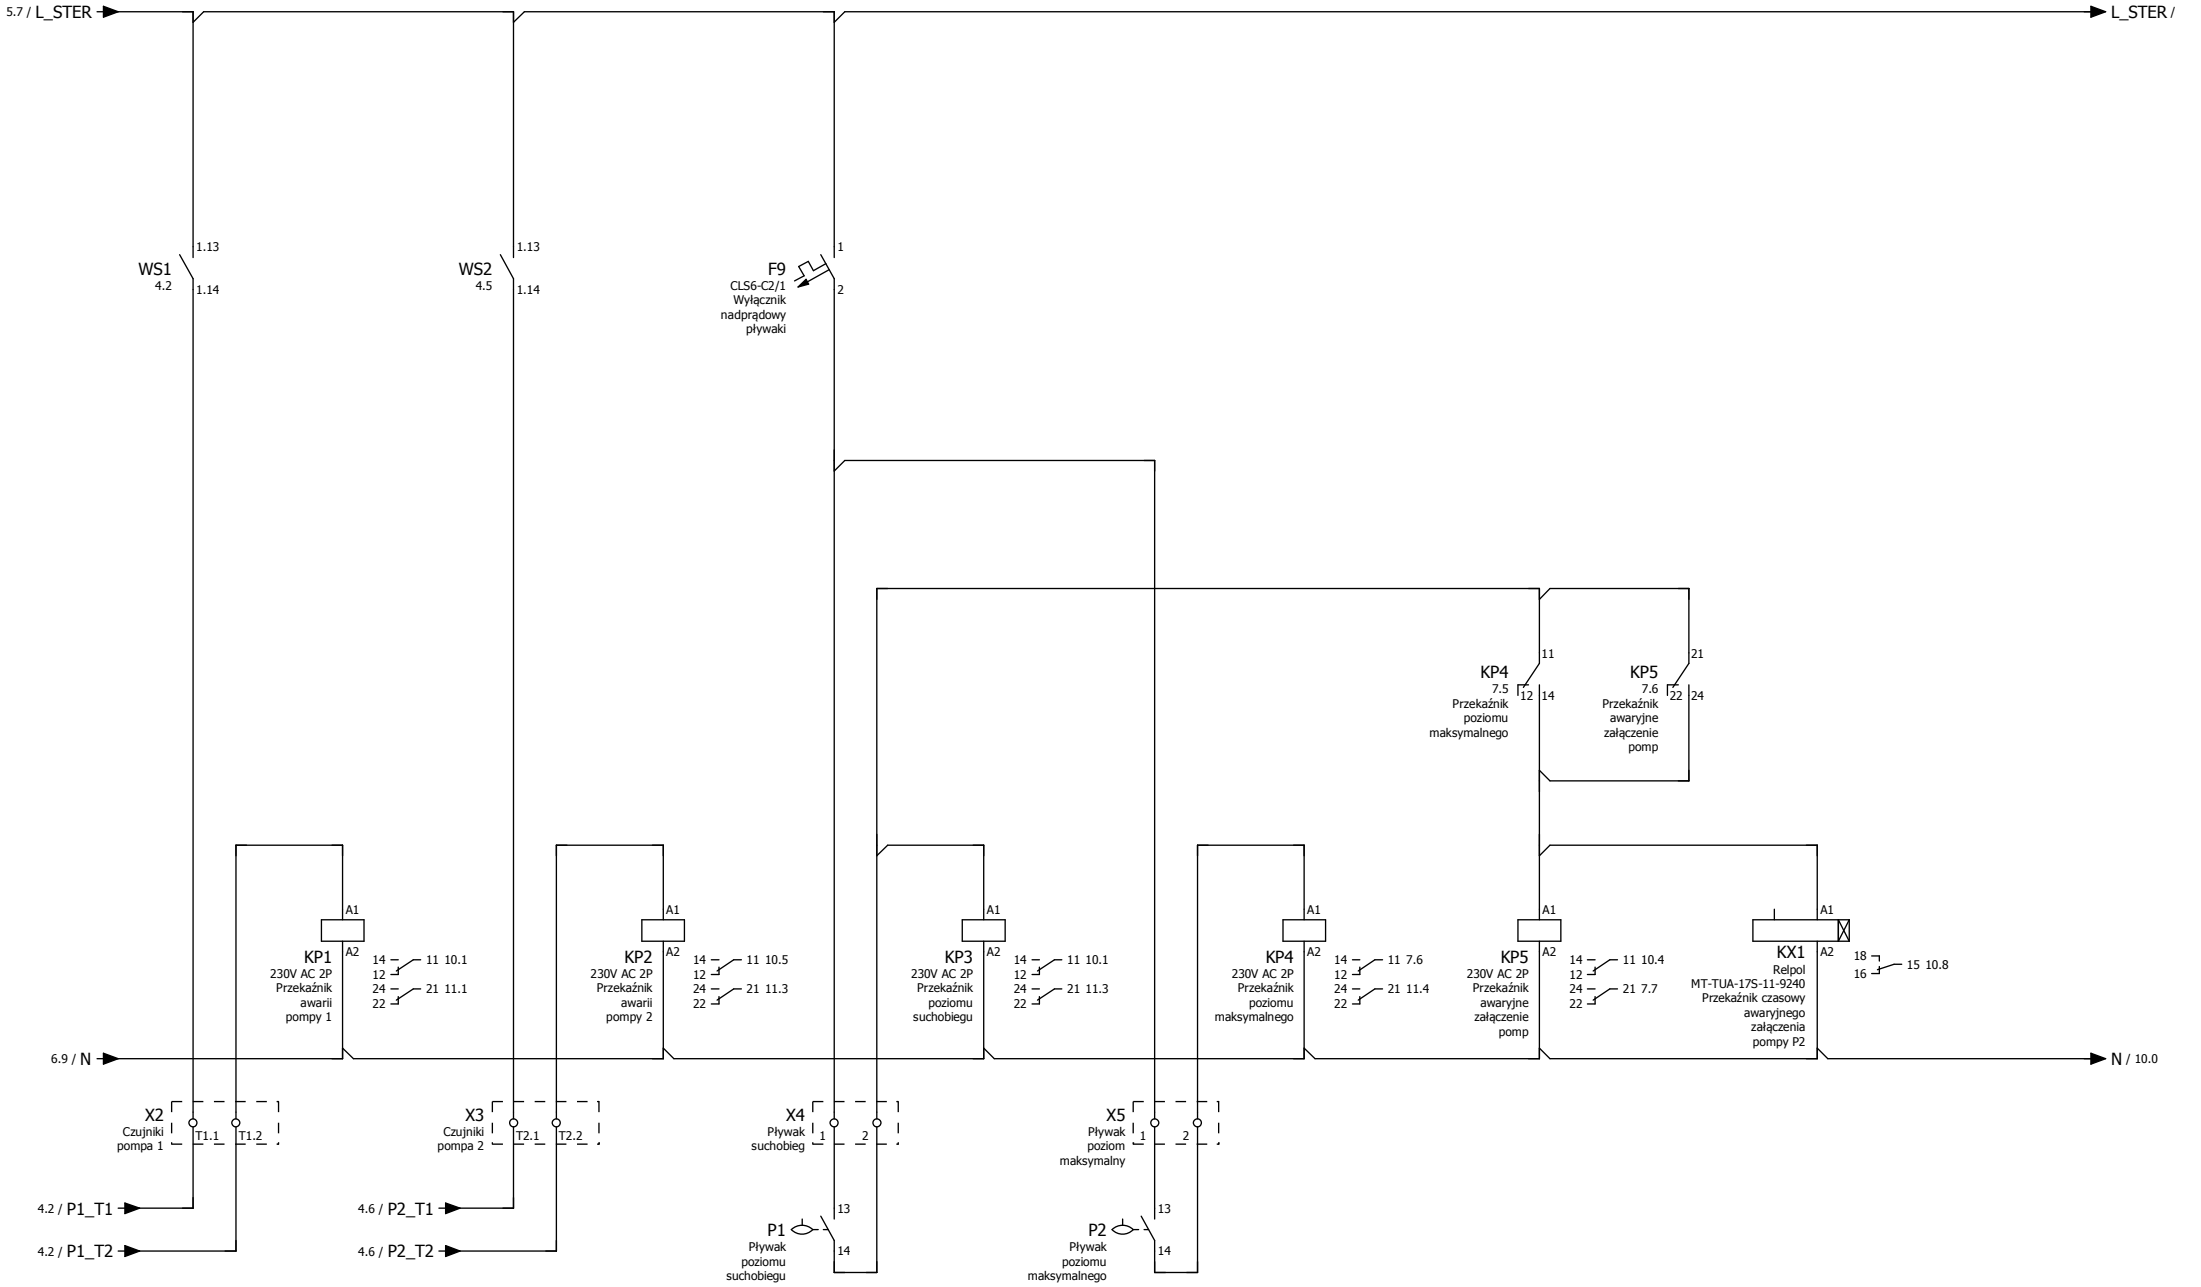 5.7 / L_STER
L_STER /
1.13
WS1
4.2
1.14
1.13
WS2
4.5
1.14
1
F9
CLS6-C2/1
Wyłącznik
nadprądowy
pływaki
2
11
KP4
7.5
12 14
Przekaźnik
poziomu
maksymalnego
21
KP5
7.6
22 24
Przekaźnik
awaryjne
załączenie
pomp
A1
A2
KP1
230V AC 2P
Przekaźnik
awarii
pompy 1
14 11 10.1
12
24 21 11.1
22
A1
A2
KP2
230V AC 2P
Przekaźnik
awarii
pompy 2
14 11 10.5
12
24 21 11.3
22
A1
A2
KP3
230V AC 2P
Przekaźnik
poziomu
suchobiegu
14 11 10.1
12
24 21 11.3
22
A1
A2
KP4
230V AC 2P
Przekaźnik
poziomu
maksymalnego
14 11 7.6
12
24 21 11.4
22
A1
A2
KP5
230V AC 2P
Przekaźnik
awaryjne
załączenie
pomp
14 11 10.4
12
24 21 7.7
22
A1
A2
KX1
Relpol
MT-TUA-17S-11-9240
Przekaźnik czasowy
awaryjnego
załączenia
pompy P2
18
16 15 10.8
6.9 / N
N / 10.0
X2
Czujniki
pompa 1
T1.1 T1.2
X3
Czujniki
pompa 2
T2.1 T2.2
X4
Pływak
suchobieg
1 2
X5
Pływak
poziom
maksymalny
1 2
4.2 / P1_T1
4.2 / P1_T2
4.6 / P2_T1
4.6 / P2_T2
13
P1
14
Pływak
poziomu
suchobiegu
13
P2
14
Pływak
poziomu
maksymalnego